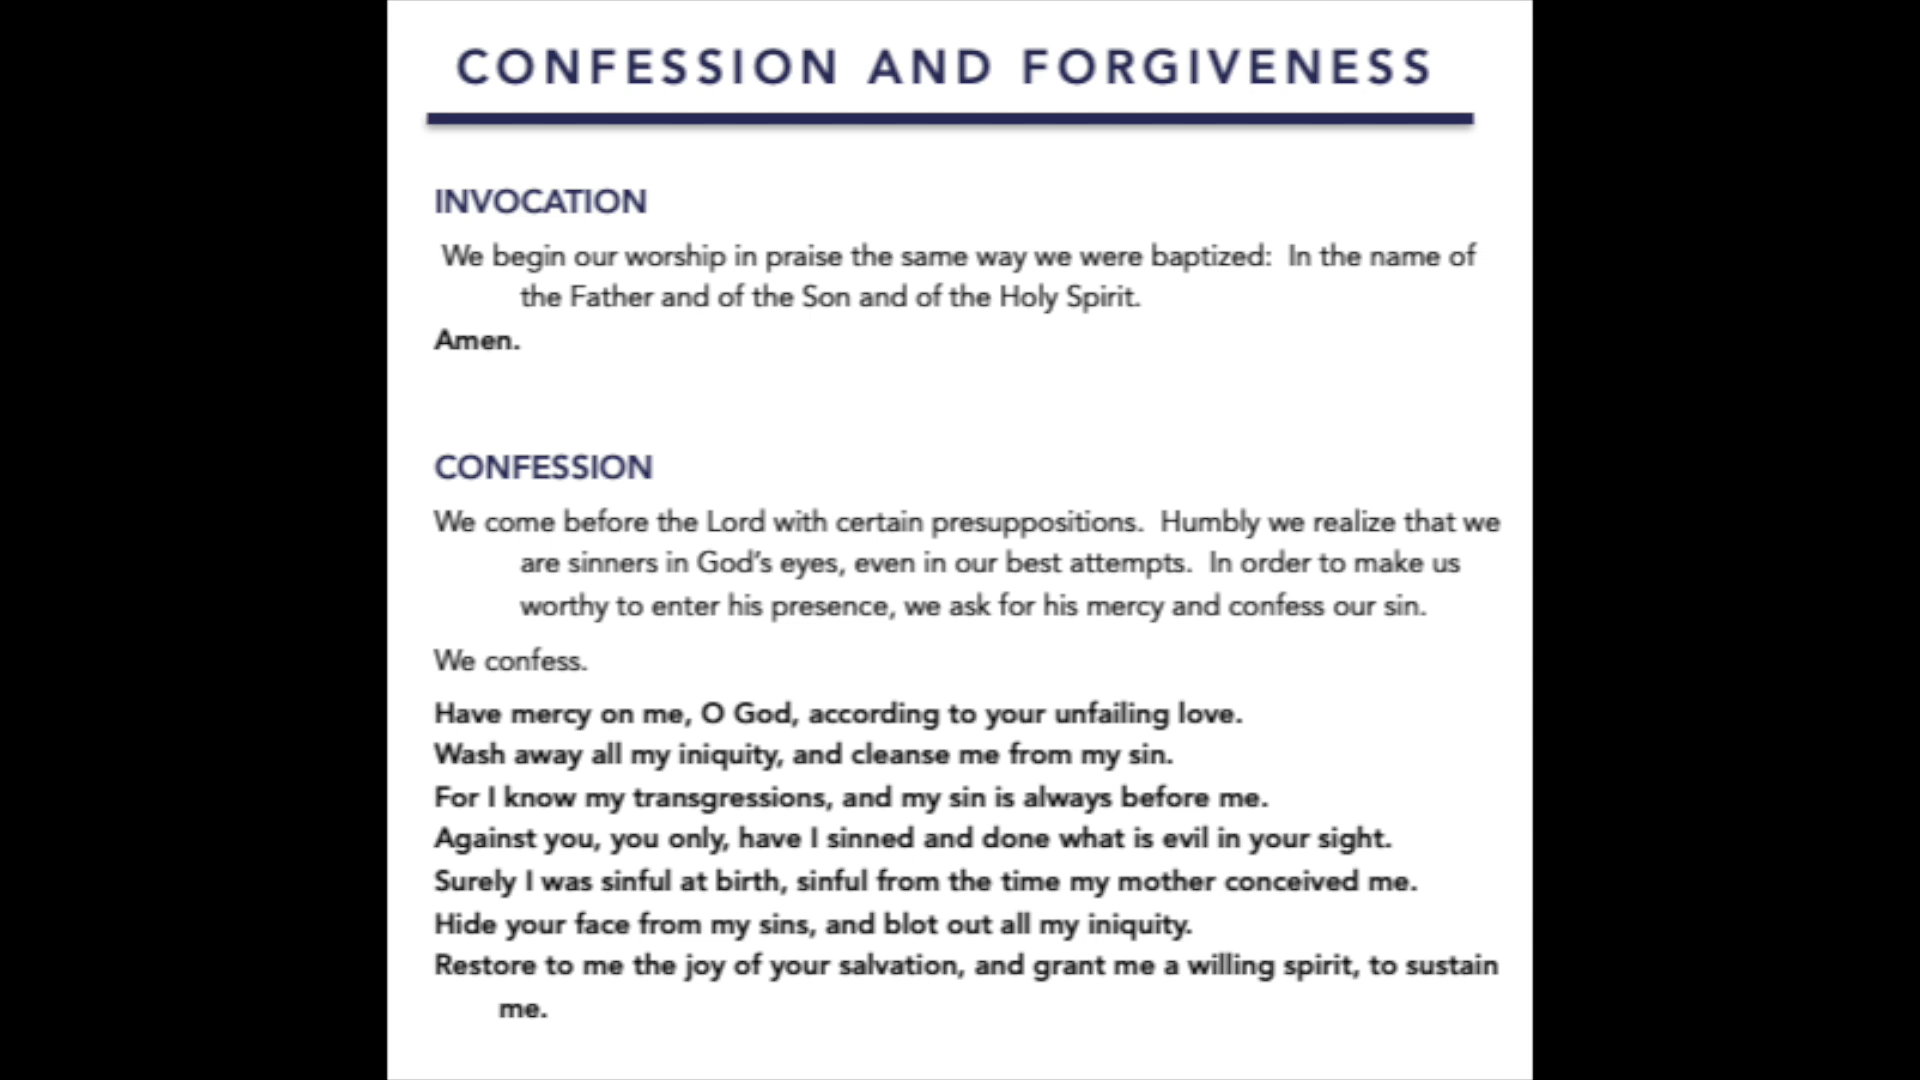 CONFESSION AND FORGIVENESS
INVOCATION
We begin our worship in praise the same way we were baptized:  In the name of
the Father and of the Son and of the Holy Spirit.
Amen.
CONFESSION
We come before the Lord with certain presuppositions.  Humbly we realize that we
are sinners in God’s eyes, even in our best attempts.  In order to make us
worthy to enter his presence, we ask for his mercy and confess our sin.
We confess.
Have mercy on me, O God, according to your unfailing love.
Wash away all my iniquity, and cleanse me from my sin.
For I know my transgressions, and my sin is always before me.
Against you, you only, have I sinned and done what is evil in your sight.
Surely I was sinful at birth, sinful from the time my mother conceived me.
Hide your face from my sins, and blot out all my iniquity.
Restore to me the joy of your salvation, and grant me a willing spirit, to sustain
me.